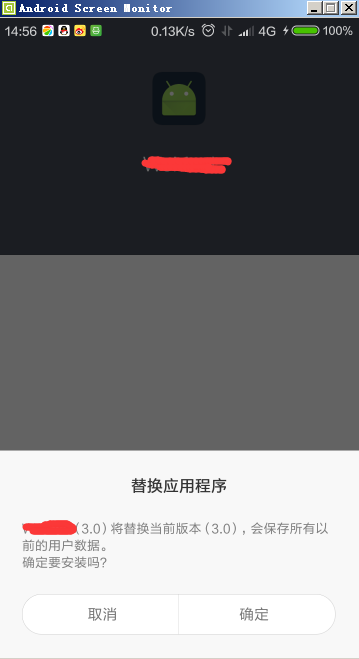 Android Screen Monitor
14:56
0.13K/s
4G
100%
替换应用程序
(3.0)将替换当前版本(3.0)，会保存所有以
前的用户数据。
确定要安装吗?
取消
确定